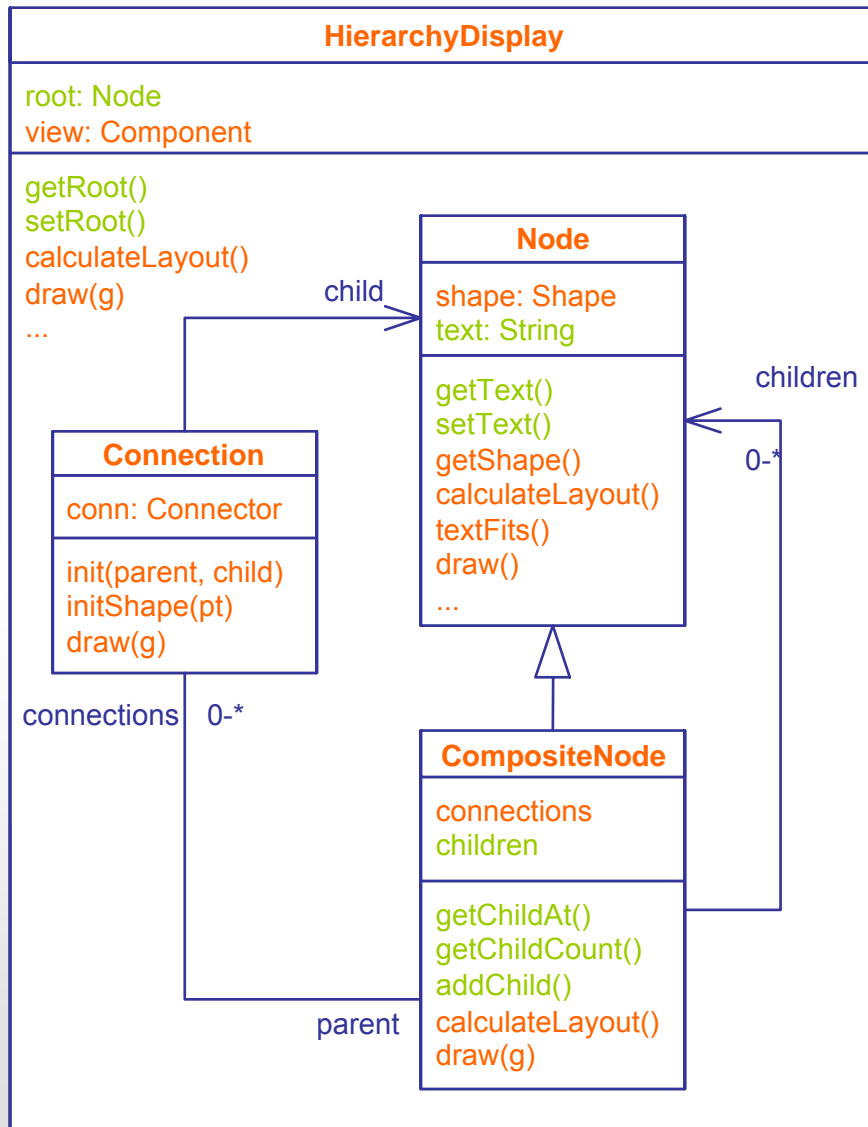 HierarchyDisplay
root: Node
view: Component
getRoot()
setRoot()
calculateLayout()
draw(g)
...
child
Node
shape: Shape
text: String
getText()
setText()
getShape()
calculateLayout()
textFits()
draw()
...
children
0-*
Connection
conn: Connector
init(parent, child)
initShape(pt)
draw(g)
connections
0-*
CompositeNode
connections
children
getChildAt()
getChildCount()
addChild()
calculateLayout()
draw(g)
parent